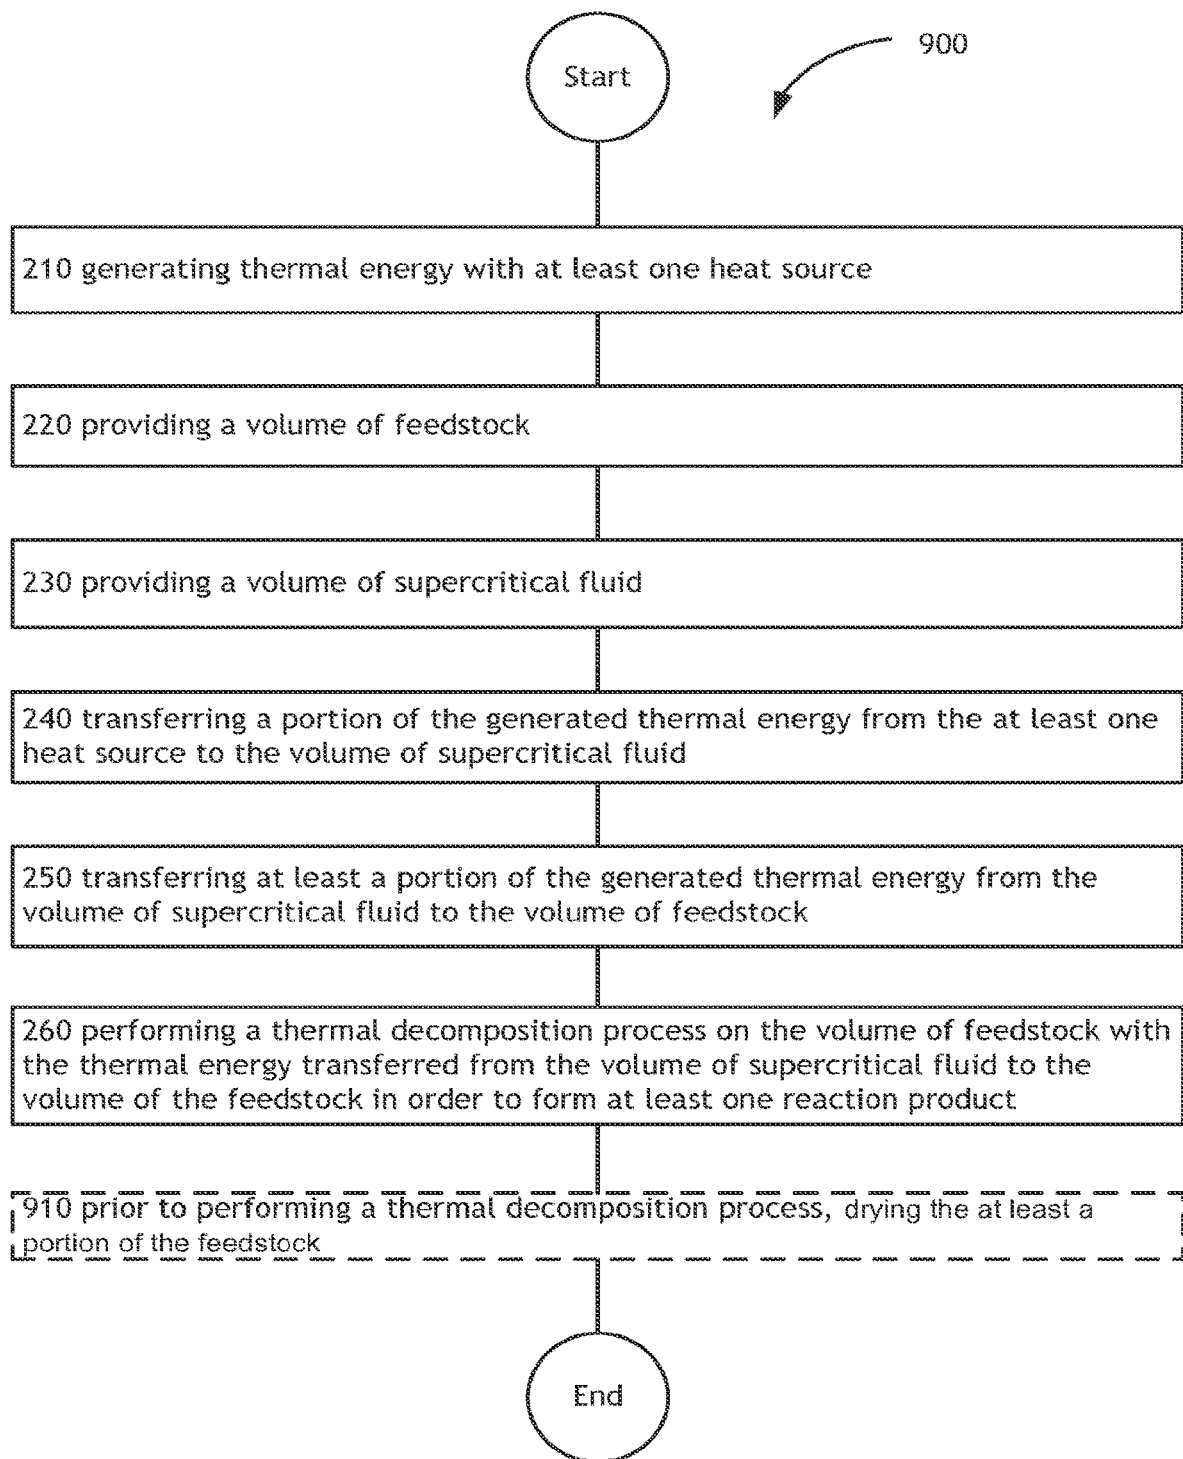 Start
900
210 generating thermal energy with at least one heat source
220 providing a volume of feedstock
230 providing a volume of supercritical fluid
240 transferring a portion of the generated thermal energy from the at least one
heat source to the volume of supercritical fluid
250 transferring at least a portion of the generated thermal energy from the
volume of supercritical fluid to the volume of feedstock
260 performing a thermal decomposition process on the volume of feedstock with
the thermal energy transferred from the volume of supercritical fluid to the
volume of the feedstock in order to form at least one reaction product
910 prior to performing a thermal decomposition process, drying the at least a
portion of the feedstock
End